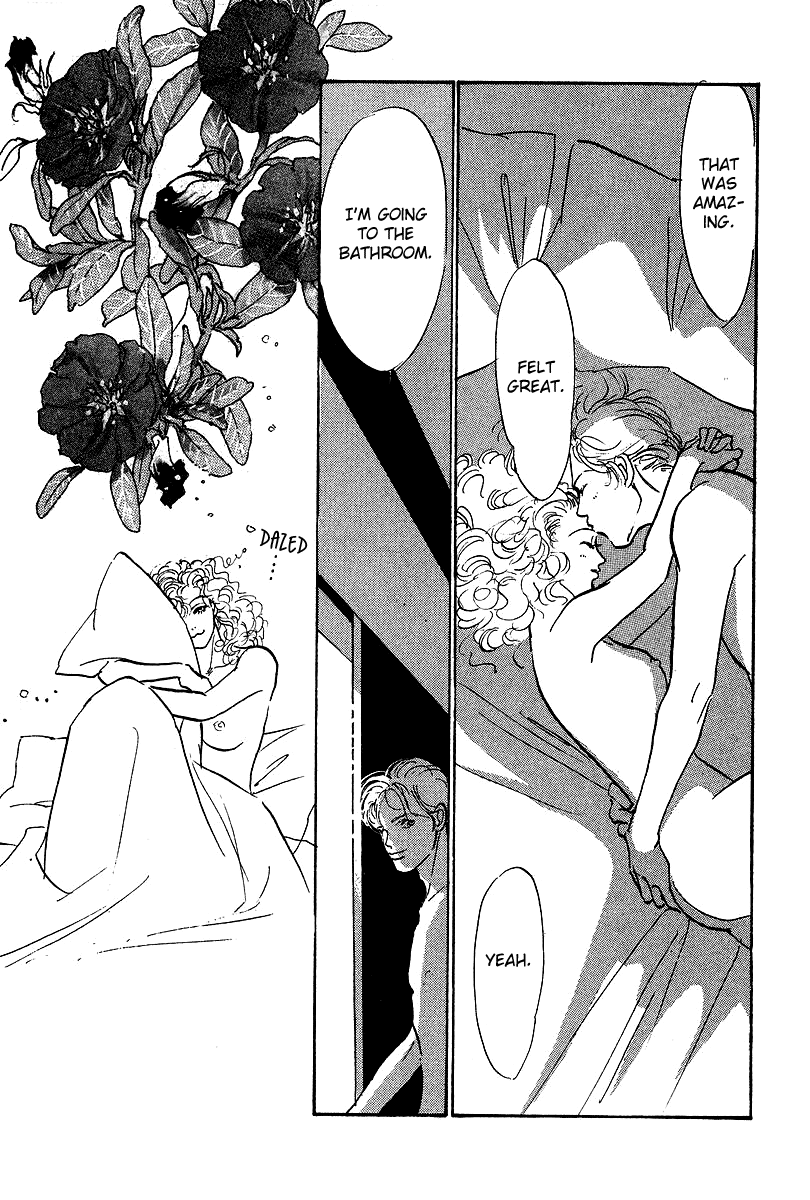 THAT
WAS
AMAZ-
ING.
FELT
GREAT.
YEAH.
I'M GOING
TO THE
BATHROOM.
DAZED